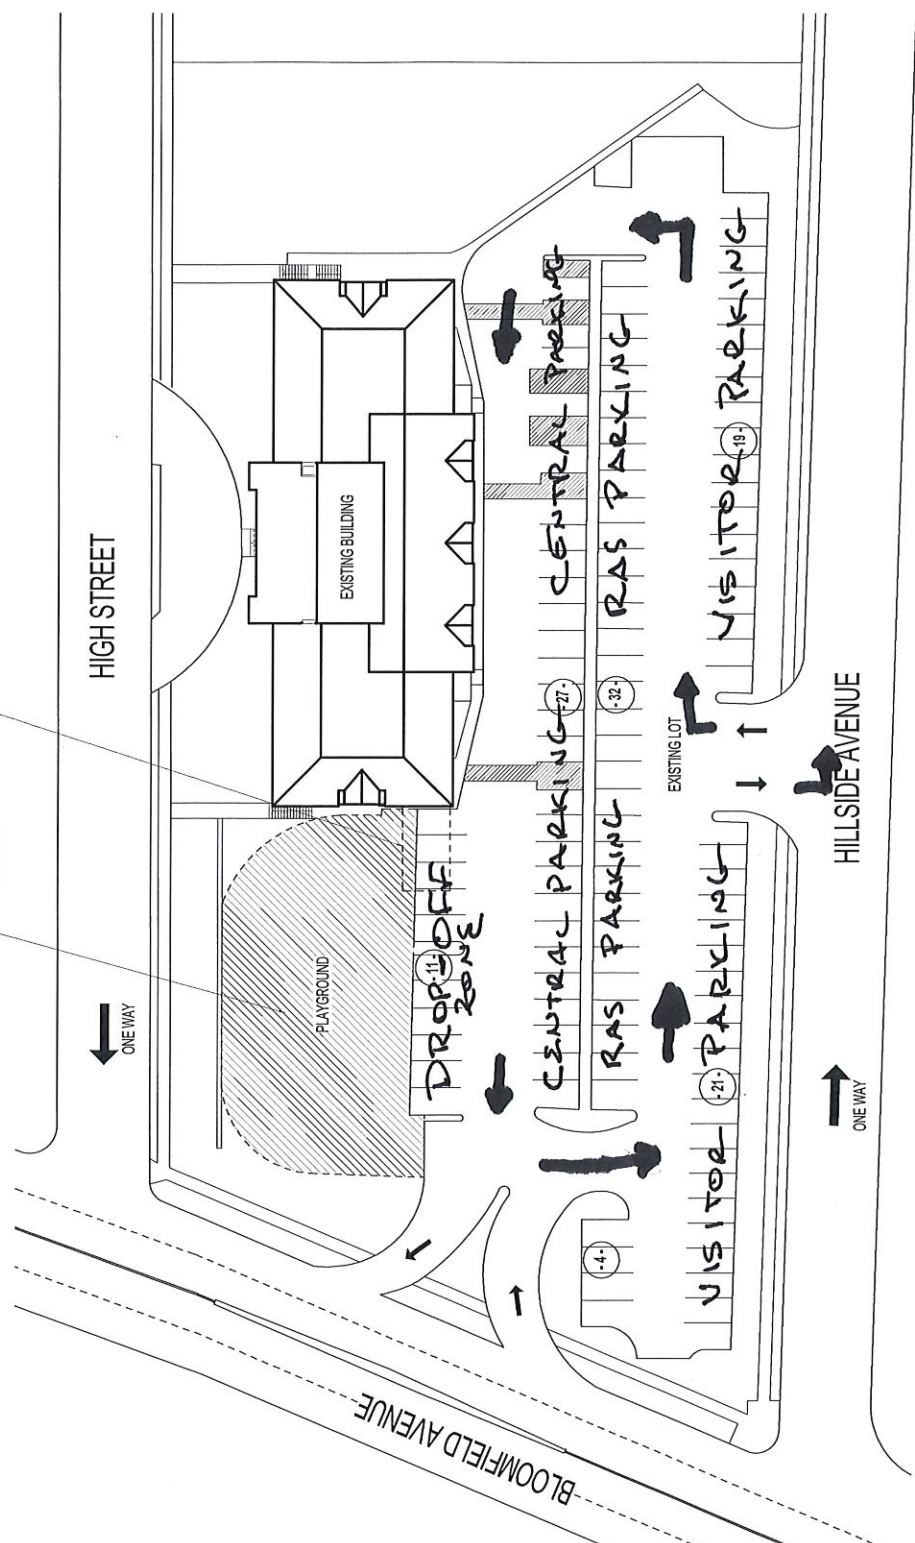 HIGH STREET
ONE WAY
EXISTING BUILDING
PLAYGROUND
DROP-OFF
ZONE
-11-
CENTRAL PARKING
CENTRAL PARKING
-27-
RAS PARKING
RAS PARKING
-32-
EXISTING LOT
VISITOR PARKING
-19-
VISITOR PARKING
-21-
-4-
HILLSIDE AVENUE
ONE WAY
BLOOMFIELD AVENUE